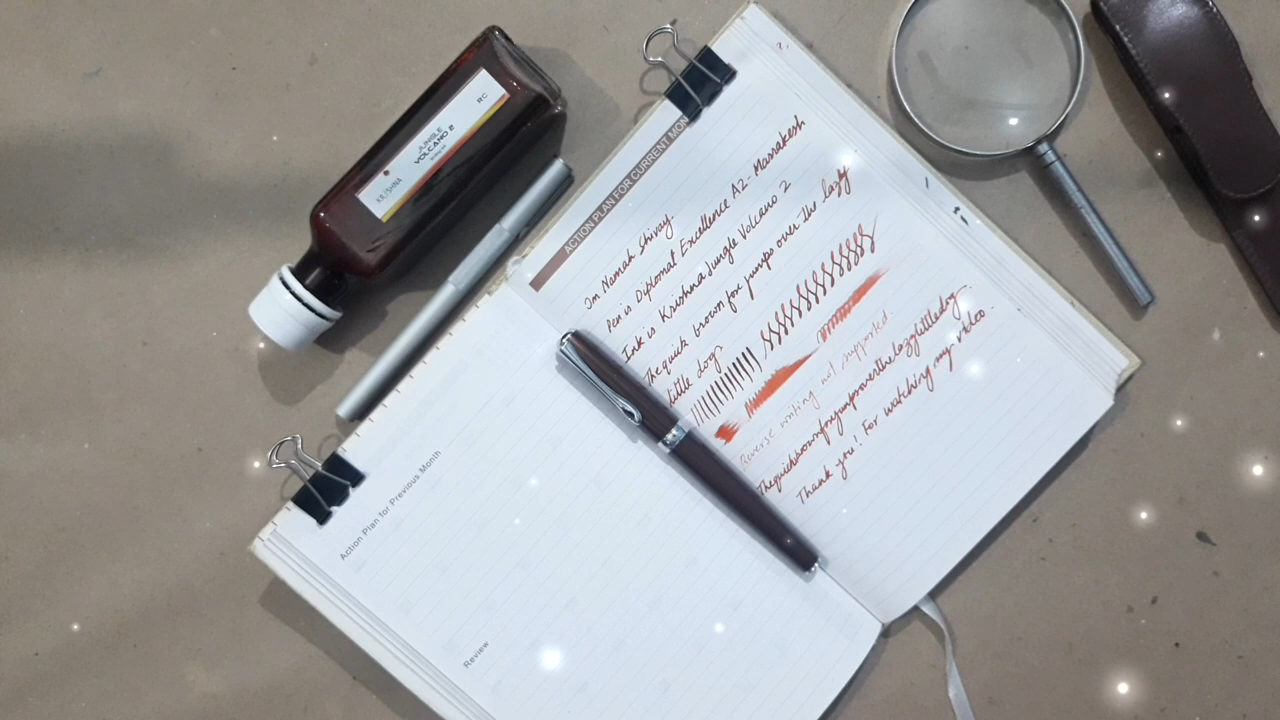 KRISHNA
JUNGLE
VOLCANO 2
RC
ACTION PLAN FOR CURRENT MON
Om Namah Shivay.
Pen is Diplomat Excellence A2 - Marrakesh
Ink is Krishna Jungle Volcano 2
The quick brown fox jumps over the lazy
little dog
Reverse writing not supported.
Thequickbrownfoxjumpsoverthelazylittledog.
Thank you! For watching my video.
Action Plan for Previous Month
Review